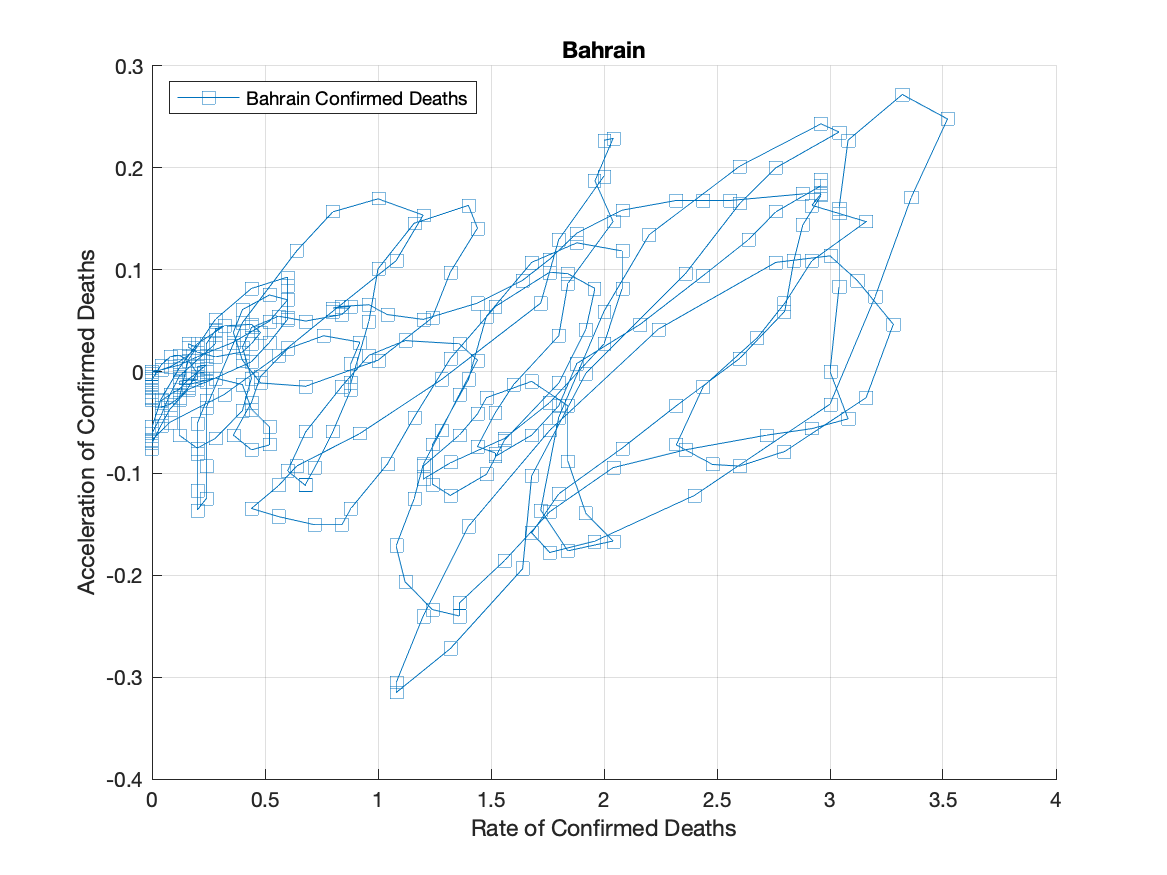 Bahrain
Bahrain Confirmed Deaths
0.3
0.2
0.1
0
-0.1
-0.2
-0.3
-0.4
Acceleration of Confirmed Deaths
0 0.5 1 1.5 2 2.5 3 3.5 4
Rate of Confirmed Deaths